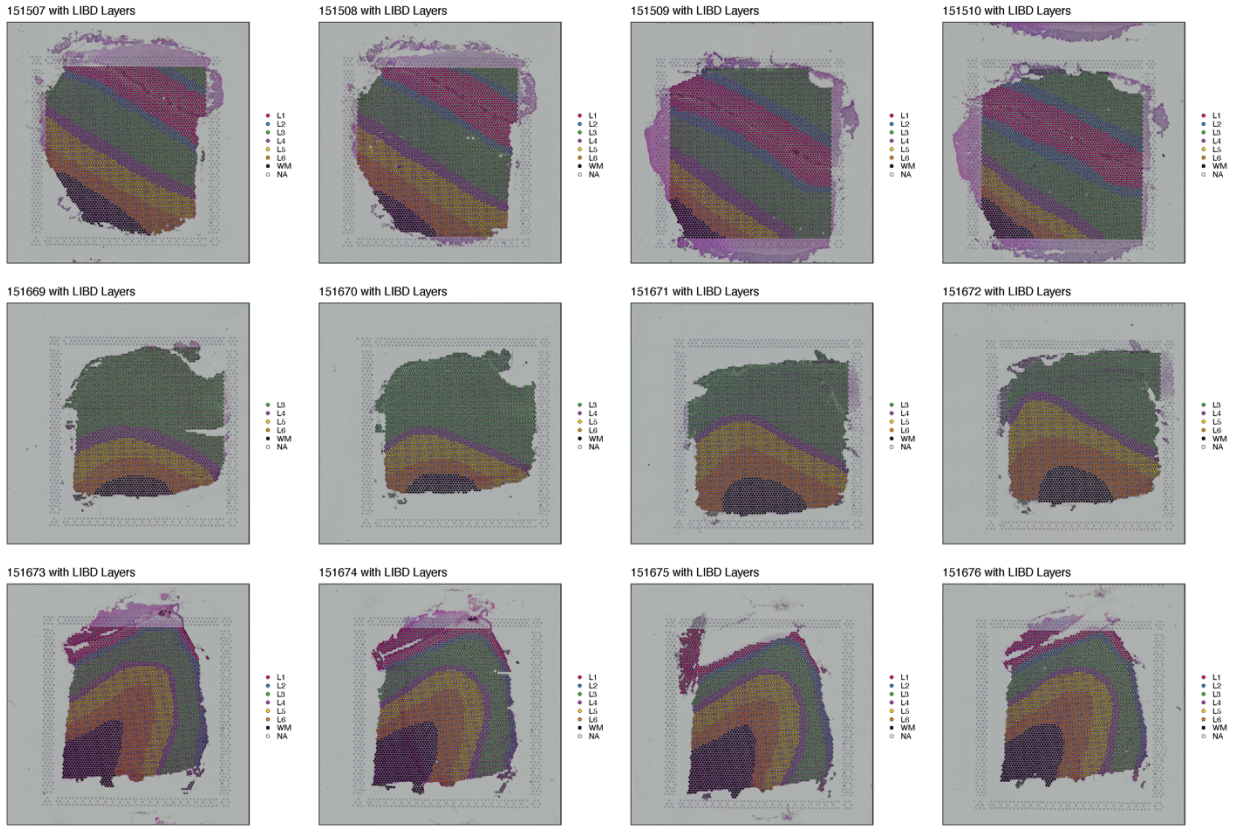 151507 with LIBD Layers
L1
L2
L3
L4
L5
L6
WM
NA
151508 with LIBD Layers
L1
L2
L3
L4
L5
L6
WM
NA
151509 with LIBD Layers
L1
L2
L3
L4
L5
L6
WM
NA
151510 with LIBD Layers
L1
L2
L3
L4
L5
L6
WM
NA
151669 with LIBD Layers
L3
L4
L5
L6
WM
NA
151670 with LIBD Layers
L3
L4
L5
L6
WM
NA
151671 with LIBD Layers
L3
L4
L5
L6
WM
NA
151672 with LIBD Layers
L3
L4
L5
L6
WM
NA
151673 with LIBD Layers
L1
L2
L3
L4
L5
L6
WM
NA
151674 with LIBD Layers
L1
L2
L3
L4
L5
L6
WM
NA
151675 with LIBD Layers
L1
L2
L3
L4
L5
L6
WM
NA
151676 with LIBD Layers
L1
L2
L3
L4
L5
L6
WM
NA